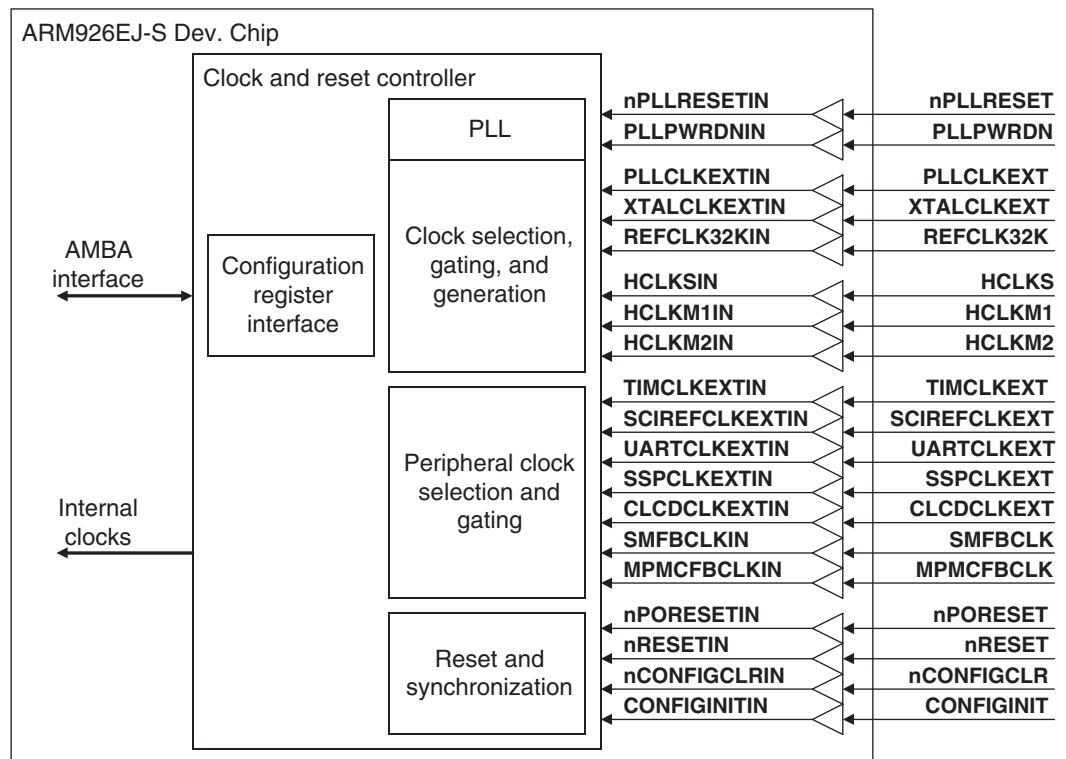 ARM926EJ-S Dev. Chip
Clock and reset controller
PLL
Clock selection,
gating, and
generation
Configuration
register
interface
Peripheral clock
selection and
gating
Reset and
synchronization
AMBA
interface
Internal
clocks
nPLLRESETIN nPLLRESET
PLLPWRDNIN PLLPWRDN
PLLCLKEXTIN PLLCLKEXT
XTALCLKEXTIN XTALCLKEXT
REFCLK32KIN REFCLK32K
HCLKSIN HCLKS
HCLKM1IN HCLKM1
HCLKM2IN HCLKM2
TIMCLKEXTIN TIMCLKEXT
SCIREFCLKEXTIN SCIREFCLKEXT
UARTCLKEXTIN UARTCLKEXT
SSPCLKEXTIN SSPCLKEXT
CLCDCLKEXTIN CLCDCLKEXT
SMFBCLKIN SMFBCLK
MPMCFBCLKIN MPMCFBCLK
nPORESETIN nPORESET
nRESETIN nRESET
nCONFIGCLRIN nCONFIGCLR
CONFIGINITIN CONFIGINIT